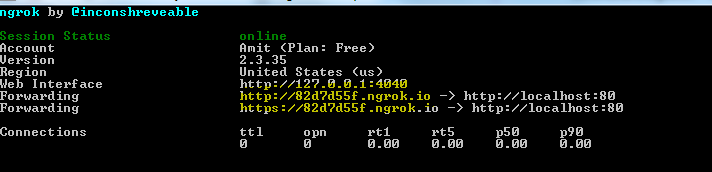 ngrok by @inconshreveable
Session Status online
Account Amit (Plan: Free)
Version 2.3.35
Region United States (us)
Web Interface http://127.0.0.1:4040
Forwarding http://82d7d55f.ngrok.io -> http://localhost:80
Forwarding https://82d7d55f.ngrok.io -> http://localhost:80
Connections ttl opn rt1 rt5 p50 p90
0 0 0.00 0.00 0.00 0.00